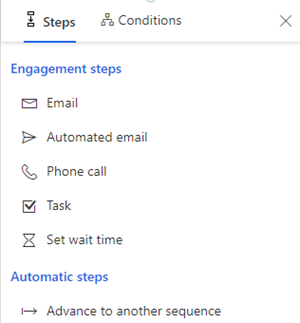 Steps Conditions
Engagement steps
Email
Automated email
Phone call
Task
Set wait time
Automatic steps
Advance to another sequence